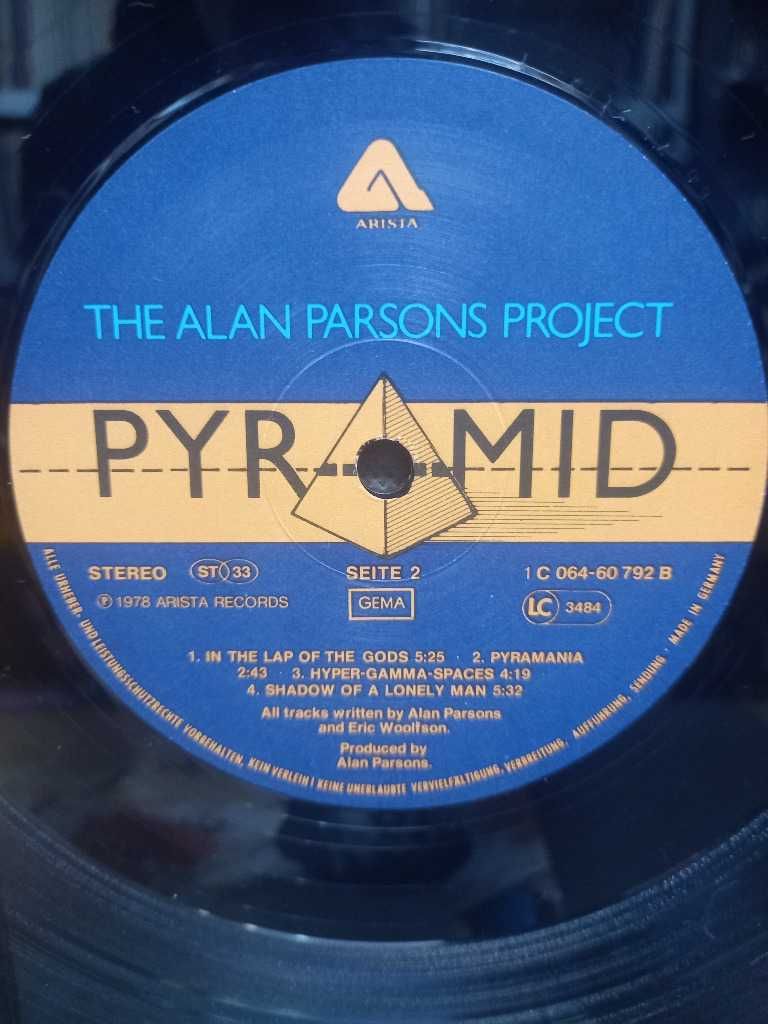 ARISTA
THE ALAN PARSONS PROJECT
PYRAMID
STEREO ST 33 SEITE 2 1 C 064-60 792 B
℗ 1978 ARISTA RECORDS GEMA LC 3484
1. IN THE LAP OF THE GODS 5:25 · 2. PYRAMANIA
2:43 · 3. HYPER-GAMMA-SPACES 4:19
4. SHADOW OF A LONELY MAN 5:32
All tracks written by Alan Parsons
and Eric Woolfson.
Produced by
Alan Parsons.
ALLE URHEBER- UND LEISTUNGSSCHUTZRECHTE VORBEHALTEN, KEIN VERLEIH! KEINE UNERLAUBTE VERVIELFÄLTIGUNG, VERBREITUNG, AUFFÜHRUNG, SENDUNG · MADE IN GERMANY